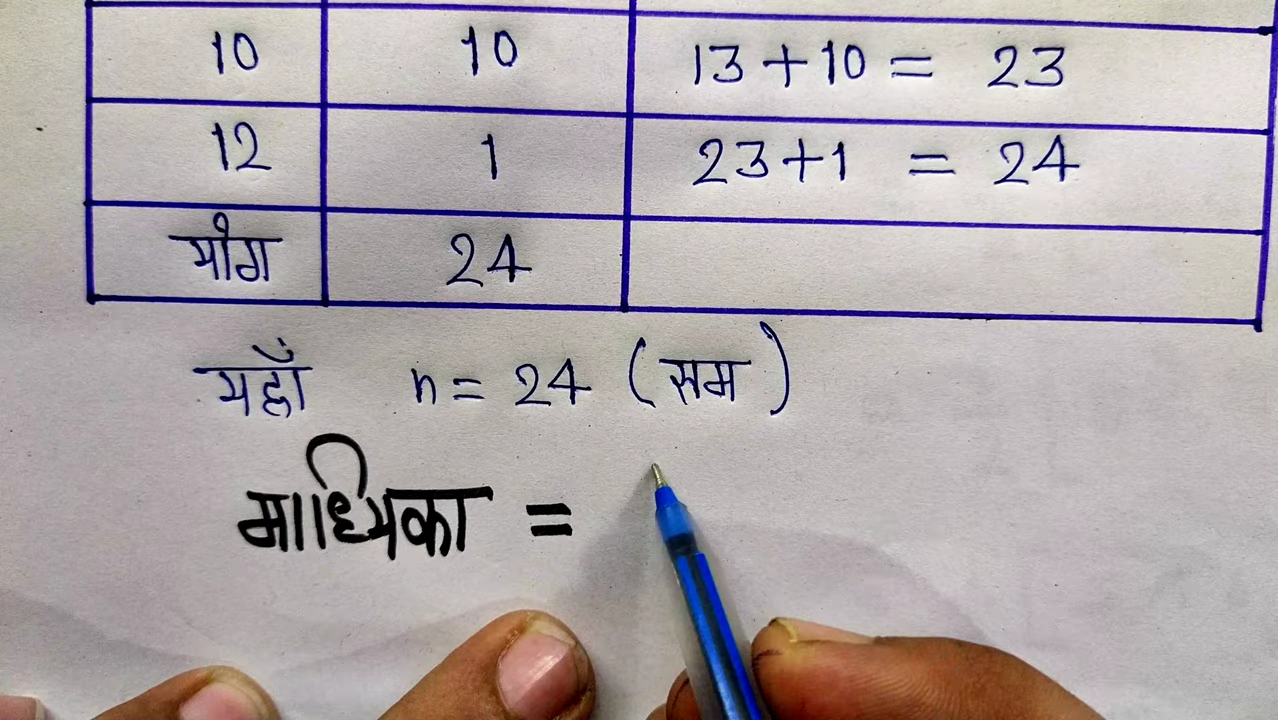 10 10 13+10 = 23
12 1 23+1 = 24
योग 24
यहाँ n = 24 (सम)
माध्यिका =